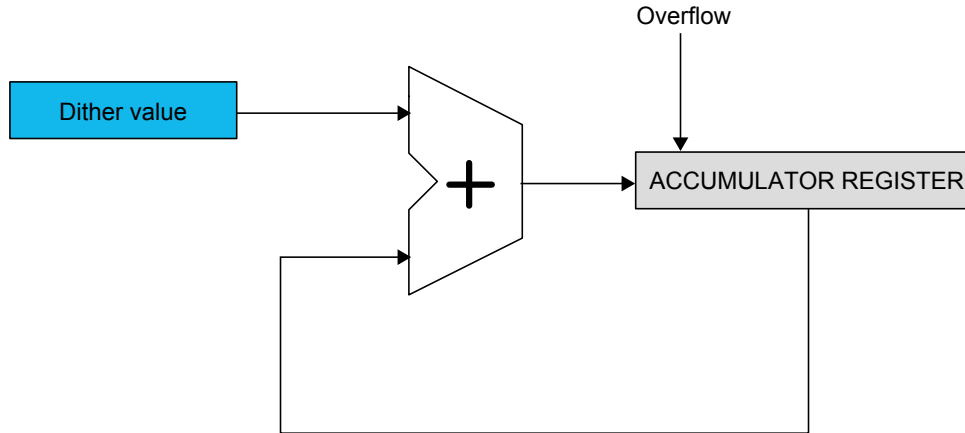 Overflow
Dither value
+
ACCUMULATOR REGISTER